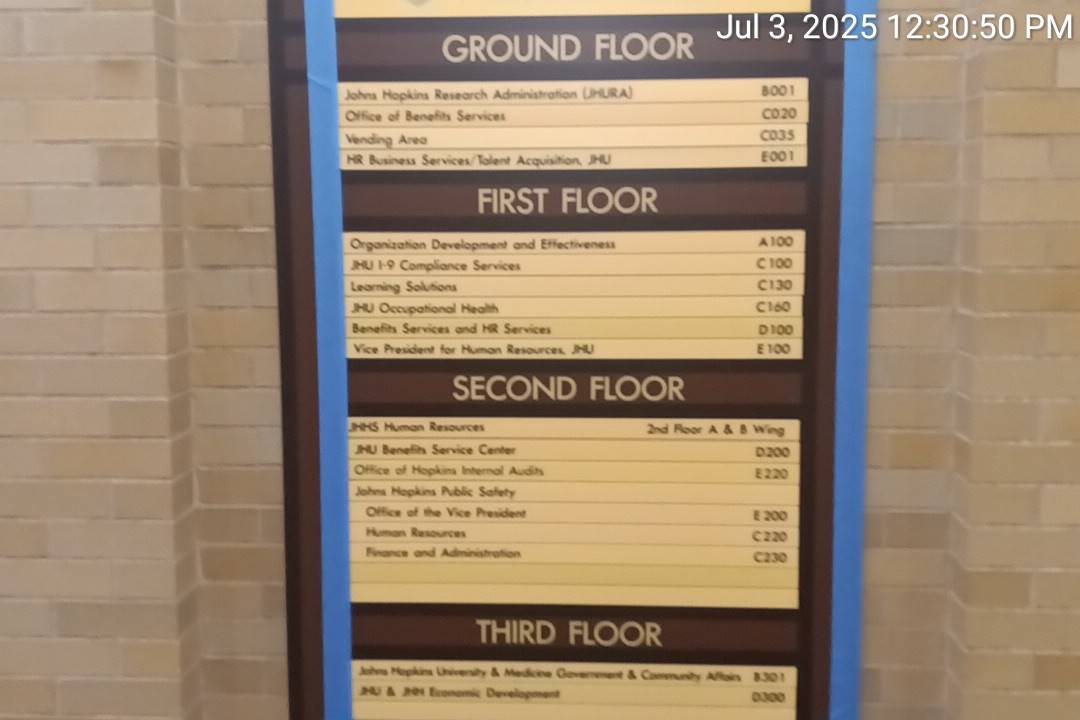 Jul 3, 2025 12:30:50 PM
GROUND FLOOR
Johns Hopkins Research Administration (JHURA) B001
Office of Benefits Services C020
Vending Area C035
HR Business Services/Talent Acquisition, JHU E001
FIRST FLOOR
Organization Development and Effectiveness A100
JHU I-9 Compliance Services C100
Learning Solutions C130
JHU Occupational Health C160
Benefits Services and HR Services D100
Vice President for Human Resources, JHU E100
SECOND FLOOR
JHHS Human Resources 2nd Floor A & B Wing
JHU Benefits Service Center D200
Office of Hopkins Internal Audits E220
Johns Hopkins Public Safety
Office of the Vice President E200
Human Resources C220
Finance and Administration C230
THIRD FLOOR
Johns Hopkins University & Medicine Government & Community Affairs B301
JHU & JHH Economic Development D300